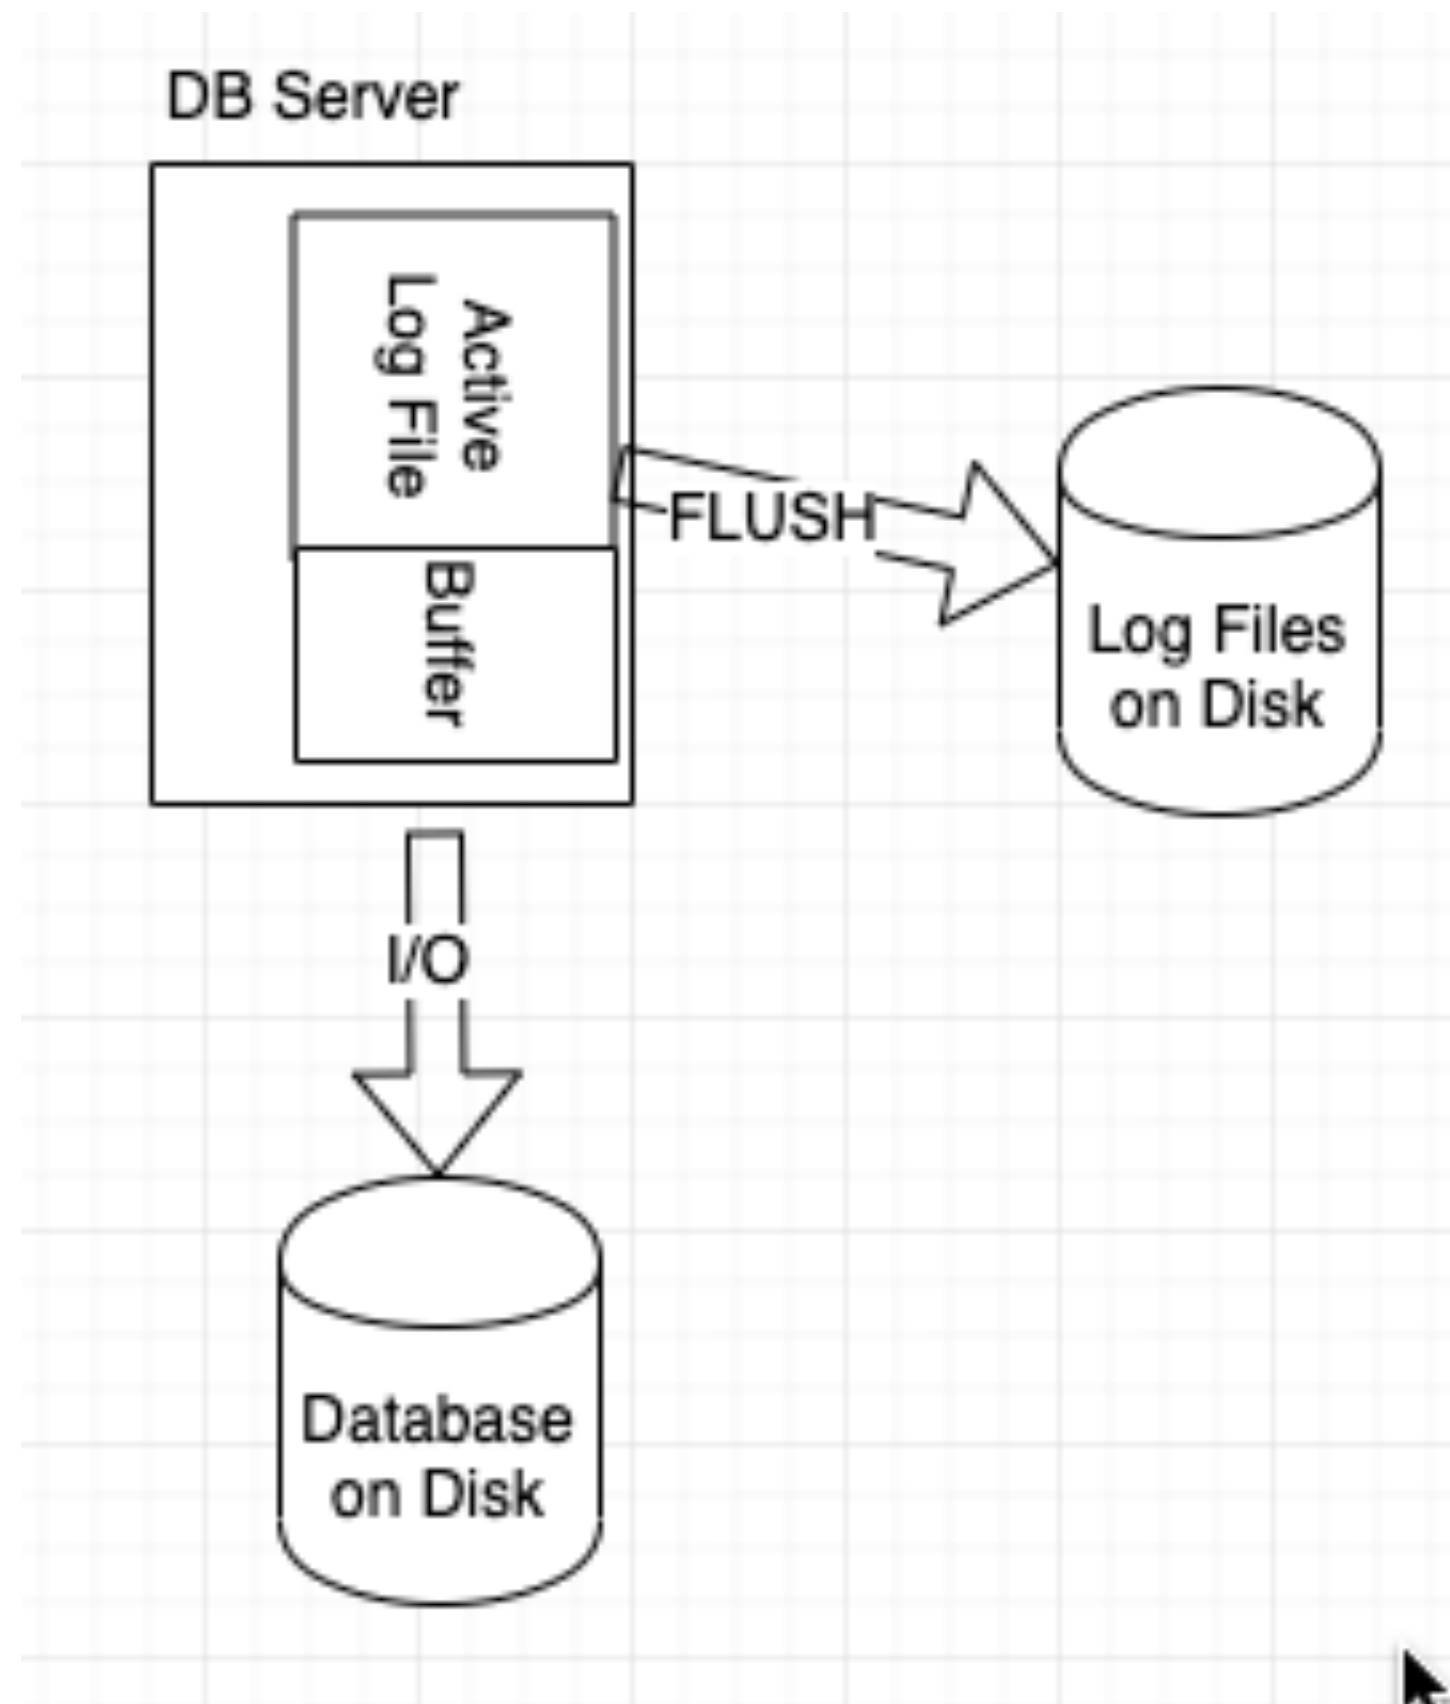 DB Server
Active
Log File
Buffer
FLUSH
Log Files
on Disk
I/O
Database
on Disk